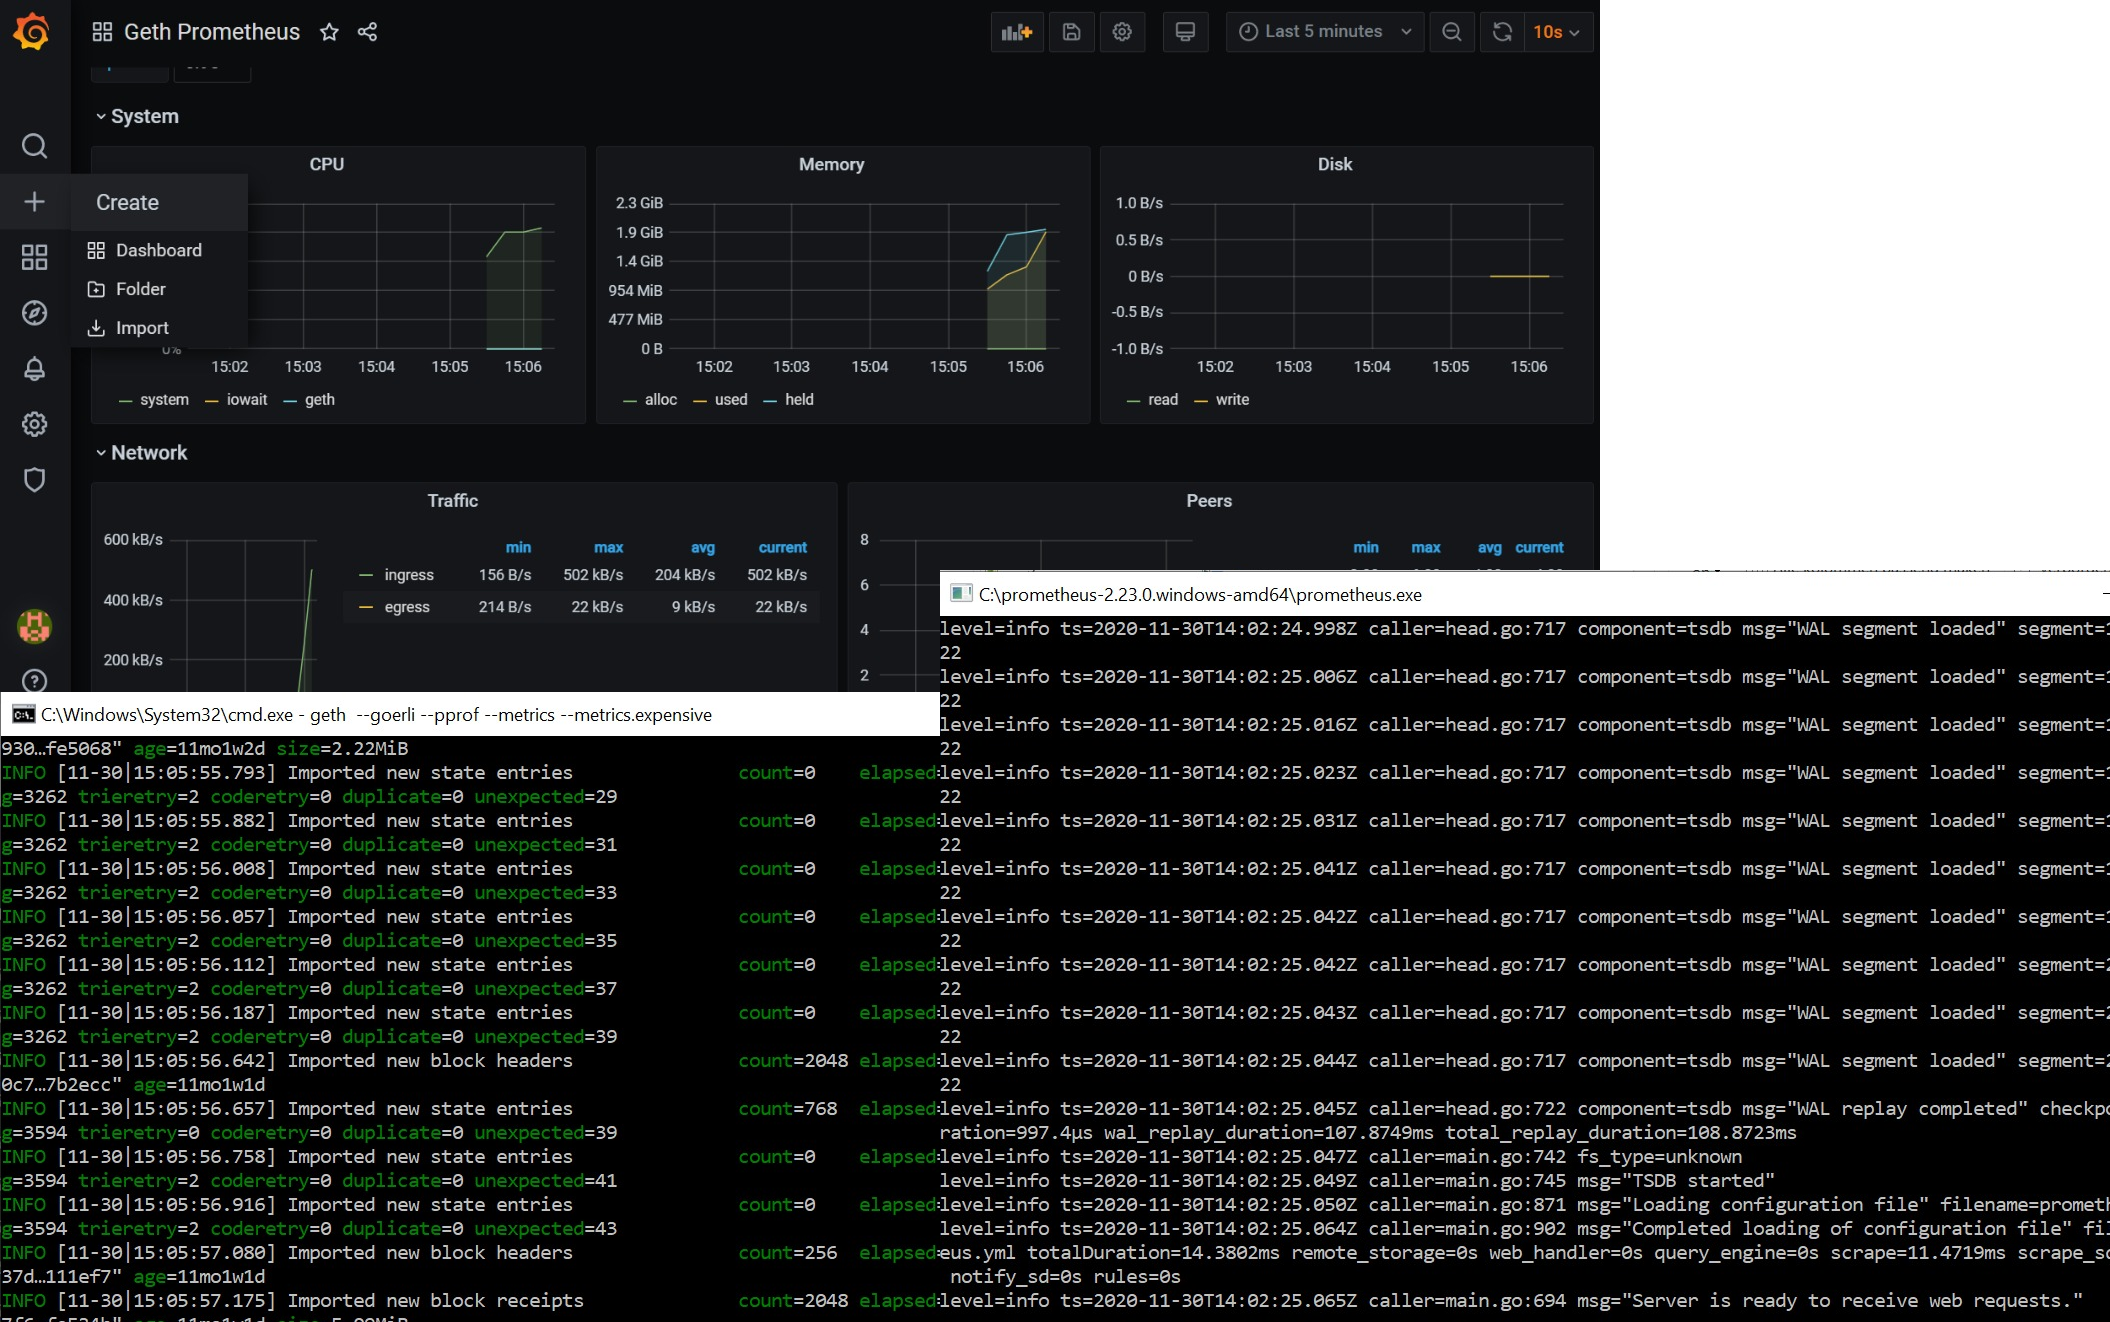 Geth Prometheus
Last 5 minutes
10s
System
Create
Dashboard
Folder
Import
CPU
0%
15:02 15:03 15:04 15:05 15:06
system iowait geth
Memory
2.3 GiB
1.9 GiB
1.4 GiB
954 MiB
477 MiB
0 B
15:02 15:03 15:04 15:05 15:06
alloc used held
Disk
1.0 B/s
0.5 B/s
0 B/s
-0.5 B/s
-1.0 B/s
15:02 15:03 15:04 15:05 15:06
read write
Network
Traffic
600 kB/s
400 kB/s
200 kB/s
min max avg current
ingress 156 B/s 502 kB/s 204 kB/s 502 kB/s
egress 214 B/s 22 kB/s 9 kB/s 22 kB/s
Peers
8
6
4
2
min max avg current
C:\Windows\System32\cmd.exe - geth --goerli --pprof --metrics --metrics.expensive
930…fe5068" age=11mo1w2d size=2.22MiB
INFO [11-30|15:05:55.793] Imported new state entries count=0 elapsed
g=3262 trieretry=2 coderetry=0 duplicate=0 unexpected=29
INFO [11-30|15:05:55.882] Imported new state entries count=0 elapsed
g=3262 trieretry=2 coderetry=0 duplicate=0 unexpected=31
INFO [11-30|15:05:56.008] Imported new state entries count=0 elapsed
g=3262 trieretry=2 coderetry=0 duplicate=0 unexpected=33
INFO [11-30|15:05:56.057] Imported new state entries count=0 elapsed
g=3262 trieretry=2 coderetry=0 duplicate=0 unexpected=35
INFO [11-30|15:05:56.112] Imported new state entries count=0 elapsed
g=3262 trieretry=2 coderetry=0 duplicate=0 unexpected=37
INFO [11-30|15:05:56.187] Imported new state entries count=0 elapsed
g=3262 trieretry=2 coderetry=0 duplicate=0 unexpected=39
INFO [11-30|15:05:56.642] Imported new block headers count=2048 elapsed
0c7…7b2ecc" age=11mo1w1d
INFO [11-30|15:05:56.657] Imported new state entries count=768 elapsed
g=3594 trieretry=0 coderetry=0 duplicate=0 unexpected=39
INFO [11-30|15:05:56.758] Imported new state entries count=0 elapsed
g=3594 trieretry=2 coderetry=0 duplicate=0 unexpected=41
INFO [11-30|15:05:56.916] Imported new state entries count=0 elapsed
g=3594 trieretry=2 coderetry=0 duplicate=0 unexpected=43
INFO [11-30|15:05:57.080] Imported new block headers count=256 elapsed
37d…111ef7" age=11mo1w1d
INFO [11-30|15:05:57.175] Imported new block receipts count=2048 elapsed
C:\prometheus-2.23.0.windows-amd64\prometheus.exe
level=info ts=2020-11-30T14:02:24.998Z caller=head.go:717 component=tsdb msg="WAL segment loaded" segment=1
22
level=info ts=2020-11-30T14:02:25.006Z caller=head.go:717 component=tsdb msg="WAL segment loaded" segment=1
22
level=info ts=2020-11-30T14:02:25.016Z caller=head.go:717 component=tsdb msg="WAL segment loaded" segment=1
22
level=info ts=2020-11-30T14:02:25.023Z caller=head.go:717 component=tsdb msg="WAL segment loaded" segment=1
22
level=info ts=2020-11-30T14:02:25.031Z caller=head.go:717 component=tsdb msg="WAL segment loaded" segment=1
22
level=info ts=2020-11-30T14:02:25.041Z caller=head.go:717 component=tsdb msg="WAL segment loaded" segment=1
22
level=info ts=2020-11-30T14:02:25.042Z caller=head.go:717 component=tsdb msg="WAL segment loaded" segment=1
22
level=info ts=2020-11-30T14:02:25.042Z caller=head.go:717 component=tsdb msg="WAL segment loaded" segment=2
22
level=info ts=2020-11-30T14:02:25.043Z caller=head.go:717 component=tsdb msg="WAL segment loaded" segment=2
22
level=info ts=2020-11-30T14:02:25.044Z caller=head.go:717 component=tsdb msg="WAL segment loaded" segment=2
22
level=info ts=2020-11-30T14:02:25.045Z caller=head.go:722 component=tsdb msg="WAL replay completed" checkpo
ration=997.4µs wal_replay_duration=107.8749ms total_replay_duration=108.8723ms
level=info ts=2020-11-30T14:02:25.047Z caller=main.go:742 fs_type=unknown
level=info ts=2020-11-30T14:02:25.049Z caller=main.go:745 msg="TSDB started"
level=info ts=2020-11-30T14:02:25.050Z caller=main.go:871 msg="Loading configuration file" filename=prometh
level=info ts=2020-11-30T14:02:25.064Z caller=main.go:902 msg="Completed loading of configuration file" fil
eus.yml totalDuration=14.3802ms remote_storage=0s web_handler=0s query_engine=0s scrape=11.4719ms scrape_sd
notify_sd=0s rules=0s
level=info ts=2020-11-30T14:02:25.065Z caller=main.go:694 msg="Server is ready to receive web requests."